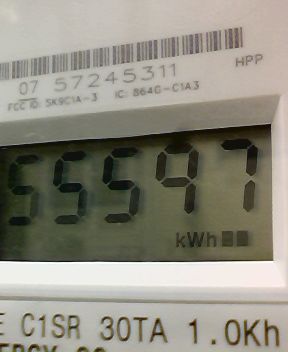 HPP
07 57245311
FCC ID: SK9C1A-3 IC: 864G-C1A3
55597
kWh
E C1SR 30TA 1.0Kh